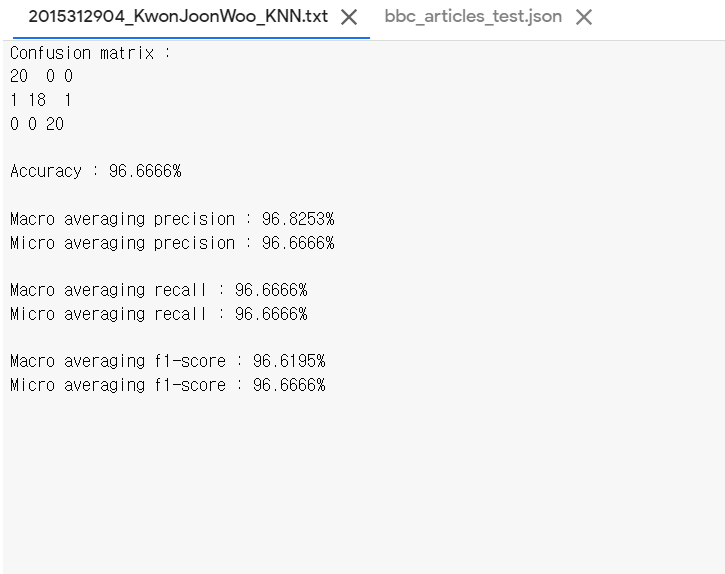 2015312904_KwonJoonWoo_KNN.txt
bbc_articles_test.json
Confusion matrix :
20  0 0
1 18  1
0 0 20
Accuracy : 96.6666%
Macro averaging precision : 96.8253%
Micro averaging precision : 96.6666%
Macro averaging recall : 96.6666%
Micro averaging recall : 96.6666%
Macro averaging f1-score : 96.6195%
Micro averaging f1-score : 96.6666%